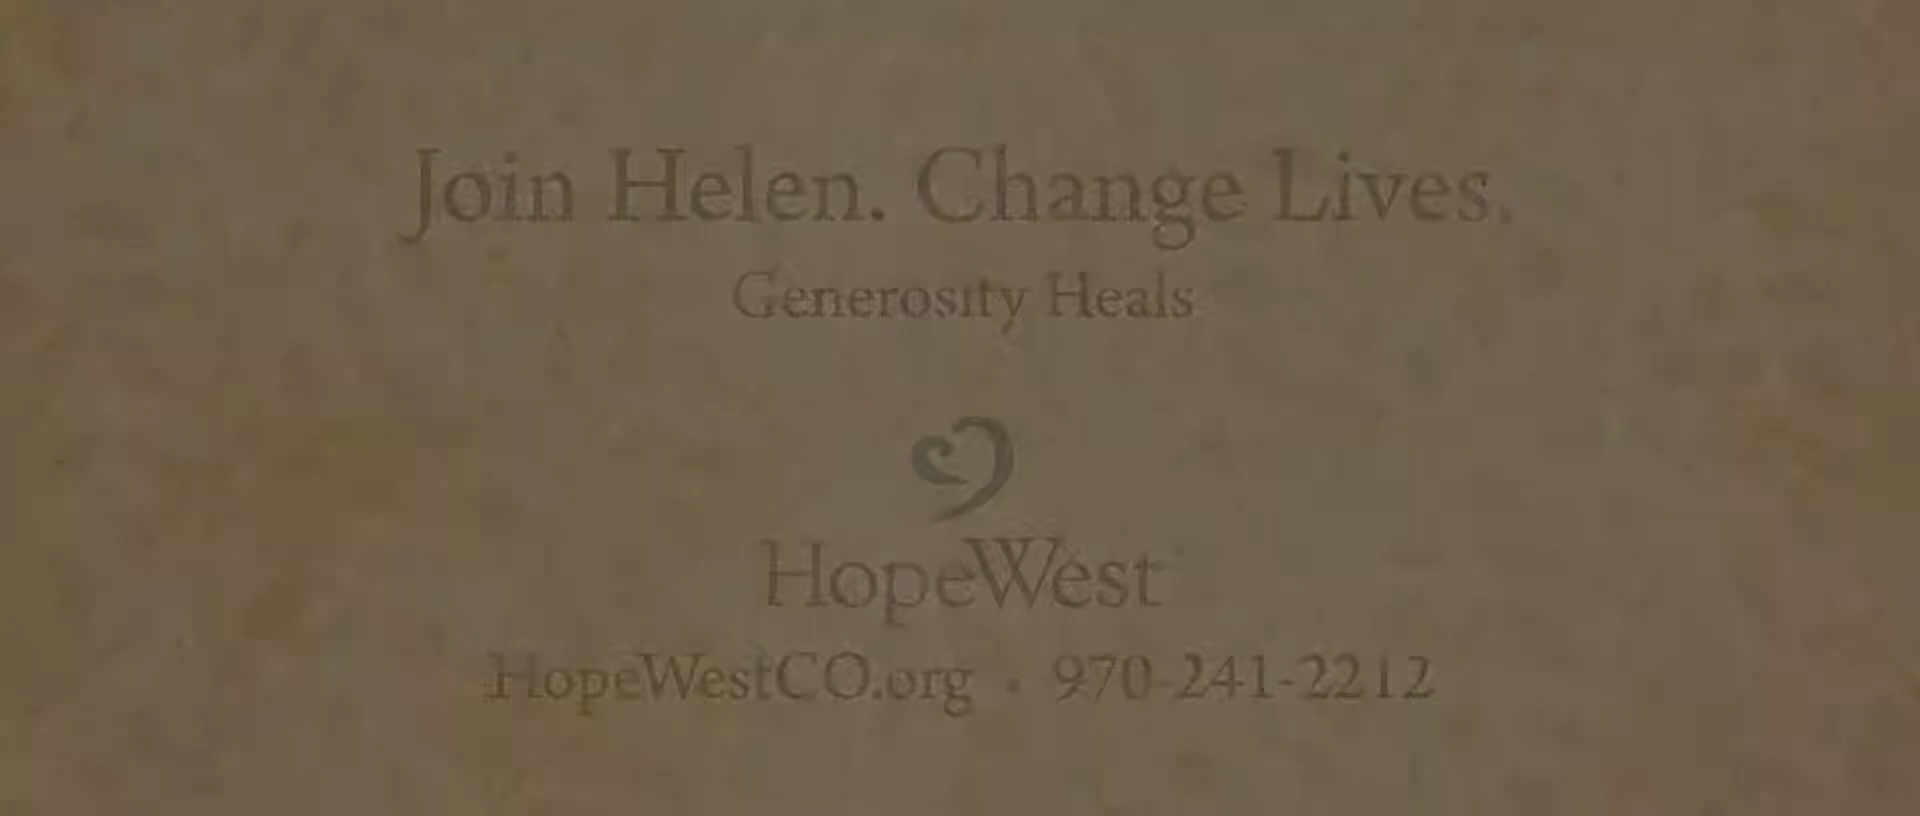 Join Helen. Change Lives.
Generosity Heals
HopeWest
HopeWestCO.org · 970-241-2212